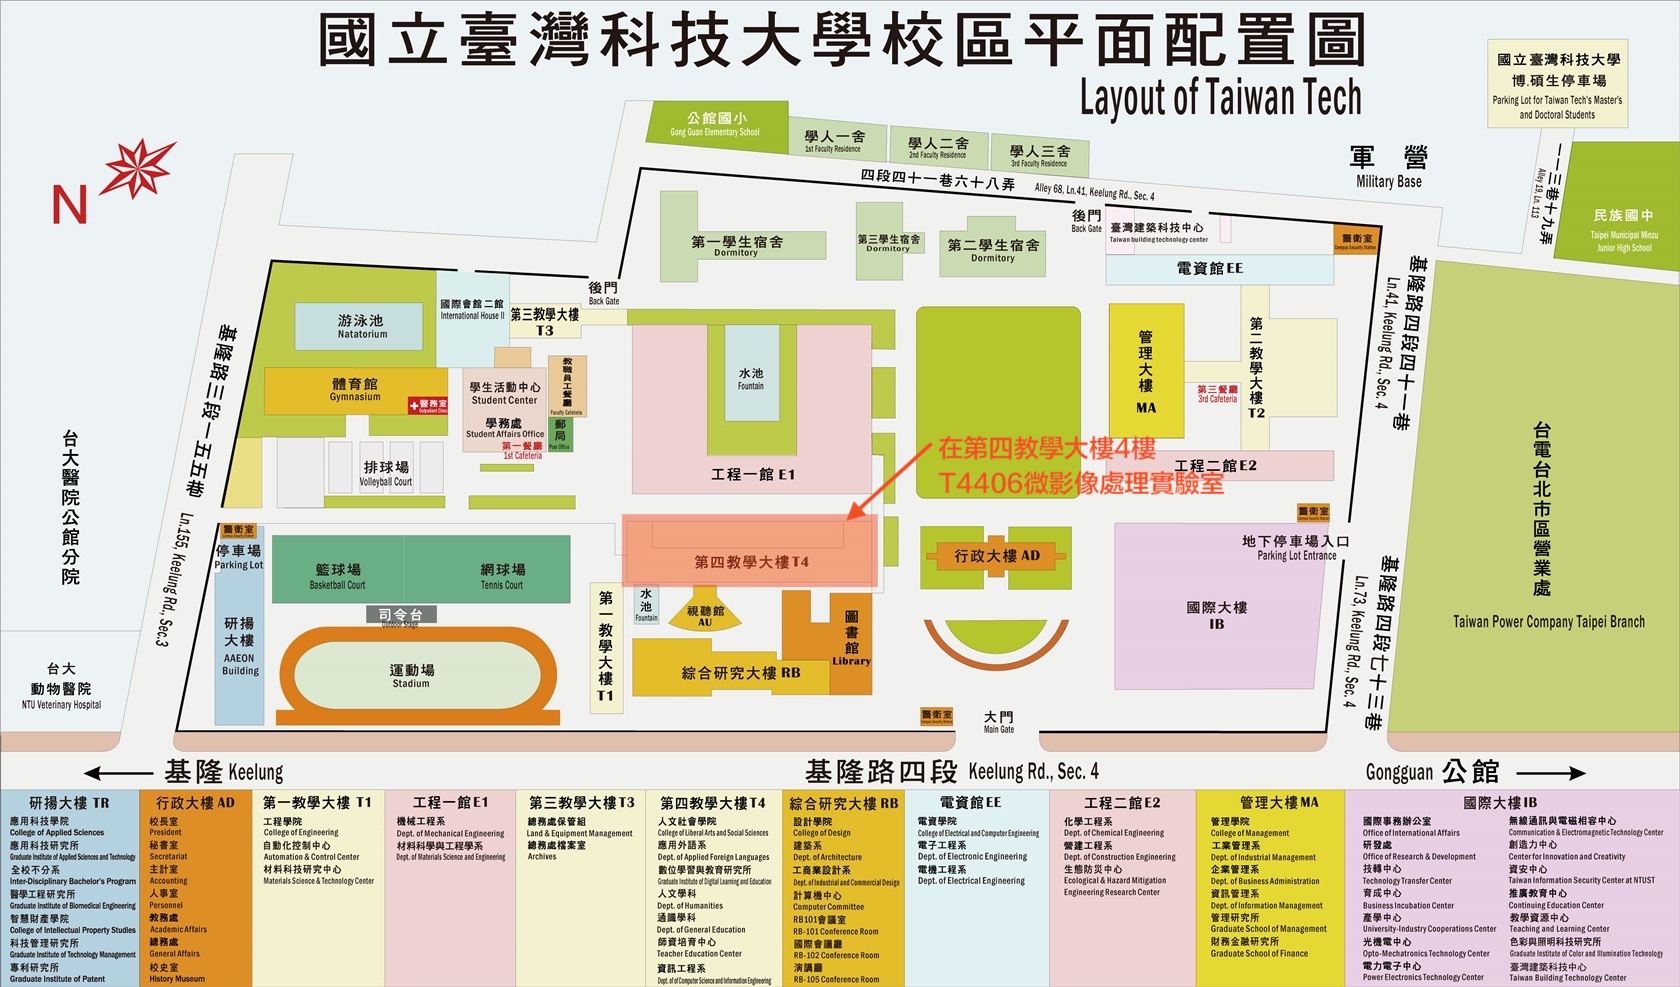 國立臺灣科技大學校區平面配置圖
Layout of Taiwan Tech
國立臺灣科技大學
博.碩生停車場
Parking Lot for Taiwan Tech's Master's
and Doctoral Students
公館國小
Gong Guan Elementary School
學人一舍
1st Faculty Residence
學人二舍
2nd Faculty Residence
學人三舍
3rd Faculty Residence
軍營
Military Base
一一三巷十九弄
Alley 19, Ln. 113
民族國中
Taipei Municipal Minzu
Junior High School
N
四段四十一巷六十八弄
Alley 68, Ln.41, Keelung Rd., Sec. 4
後門
Back Gate
臺灣建築科技中心
Taiwan building technology center
警衛室
Campus Security Station
電資館EE
第一學生宿舍
Dormitory
第三學生宿舍
Dormitory
第二學生宿舍
Dormitory
後門
Back Gate
基隆路四段四十一巷
Ln.41, Keelung Rd., Sec. 4
游泳池
Natatorium
國際會館二館
International House II
第三教學大樓
T3
水池
Fountain
管理大樓
MA
第二教學大樓
T2
第三餐廳
3rd Cafeteria
基隆路三段一五五巷
Ln.155, Keelung Rd., Sec.3
體育館
Gymnasium
醫務室
Outpatient Clinic
學生活動中心
Student Center
學務處
Student Affairs Office
第一餐廳
1st Cafeteria
教職員工餐廳
Faculty Cafeteria
郵局
Post Office
排球場
Volleyball Court
工程一館 E1
在第四教學大樓4樓
T4406微影像處理實驗室
工程二館 E2
台大醫院公館分院
台電台北市區營業處
Taiwan Power Company Taipei Branch
警衛室
Campus Security Station
停車場
Parking Lot
籃球場
Basketball Court
網球場
Tennis Court
第四教學大樓T4
行政大樓 AD
警衛室
Campus Security Station
地下停車場入口
Parking Lot Entrance
國際大樓
IB
基隆路四段七十三巷
Ln.73, Keelung Rd., Sec. 4
研揚
大樓
AAEON
Building
司令台
Outdoor Stage
運動場
Stadium
第一教學大樓
T1
水池
Fountain
視聽館
AU
綜合研究大樓 RB
圖書館
Library
台大
動物醫院
NTU Veterinary Hospital
警衛室
Campus Security Station
大門
Main Gate
基隆 Keelung
基隆路四段 Keelung Rd., Sec. 4
Gongguan 公館
研揚大樓 TR
應用科技學院
College of Applied Sciences
應用科技研究所
Graduate Institute of Applied Sciences and Technology
全校不分系
Inter-Disciplinary Bachelor's Program
醫學工程研究所
Graduate Institute of Biomedical Engineering
智慧財產學院
College of Intellectual Property Studies
科技管理研究所
Graduate Institute of Technology Management
專利研究所
Graduate Institute of Patent
行政大樓 AD
校長室
President
秘書室
Secretariat
主計室
Accounting
人事室
Personnel
教務處
Academic Affairs
總務處
General Affairs
校史室
History Museum
第一教學大樓 T1
工程學院
College of Engineering
自動化控制中心
Automation & Control Center
材料科技研究中心
Materials Science & Technology Center
工程一館E1
機械工程系
Dept. of Mechanical Engineering
材料科學與工程學系
Dept. of Materials Science and Engineering
第三教學大樓T3
總務處保管組
Land & Equipment Management
總務處檔案室
Archives
第四教學大樓 T4
人文社會學院
College of Liberal Arts and Social Sciences
應用外語系
Dept. of Applied Foreign Languages
數位學習與教育研究所
Graduate Institute of Digital Learning and Education
人文學科
Dept. of Humanities
通識學科
Dept. of General Education
師資培育中心
Teacher Education Center
資訊工程系
Dept. of of Computer Science and Information Engineering
綜合研究大樓RB
設計學院
College of Design
建築系
Dept. of Architecture
工商業設計系
Dept. of Industrial and Commercial Design
計算機中心
Computer Committee
RB101會議室
RB-101 Conference Room
國際會議廳
RB-102 Conference Room
演講廳
RB-105 Conference Room
電資館EE
電資學院
College of Electrical and Computer Engineering
電子工程系
Dept. of Electronic Engineering
電機工程系
Dept. of Electrical Engineering
工程二館E2
化學工程系
Dept. of Chemical Engineering
營建工程系
Dept. of Construction Engineering
生態防災中心
Ecological & Hazard Mitigation
Engineering Research Center
管理大樓MA
管理學院
College of Management
工業管理系
Dept. of Industrial Management
企業管理系
Dept. of Business Administration
資訊管理系
Dept. of Information Management
管理研究所
Graduate School of Management
財務金融研究所
Graduate School of Finance
國際大樓IB
國際事務辦公室
Office of International Affairs
研發處
Office of Research & Development
技轉中心
Technology Transfer Center
育成中心
Business Incubation Center
產學中心
University-Industry Cooperations Center
光機電中心
Opto-Mechatronics Technology Center
電力電子中心
Power Electronics Technology Center
無線通訊與電磁相容中心
Communication & Electromagnetic Technology Center
創造力中心
Center for Innovation and Creativity
資安中心
Taiwan Information Security Center at NTUST
推廣教育中心
Continuing Education Center
教學資源中心
Teaching and Learning Center
色彩與照明科技研究所
Graduate Institute of Color and Illumination Technology
臺灣建築科技中心
Taiwan Building Technology Center